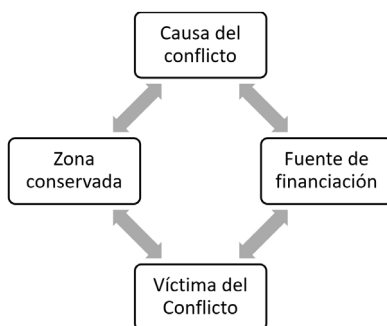 Causa del
conflicto
Zona
conservada
Fuente de
financiación
Víctima del
Conflicto